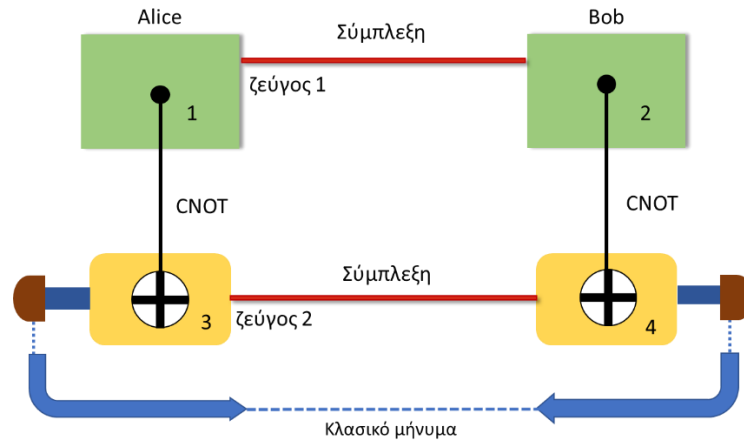 Alice
Bob
Σύμπλεξη
ζεύγος 1
1
2
CNOT
CNOT
Σύμπλεξη
3
ζεύγος 2
4
Κλασικό μήνυμα